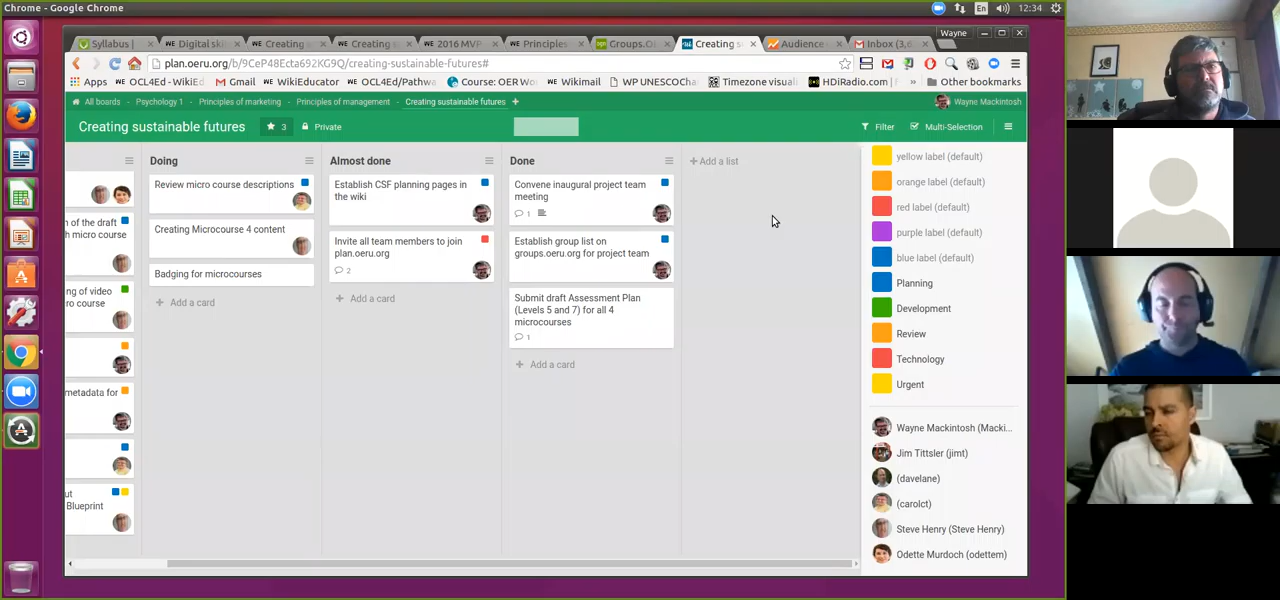 Chrome - Google Chrome
En
12:34
Wayne
Syllabus |
Digital ski
Creating
Creating
2016 MVP
Principles
Groups.O
Creating s
Audience
Inbox (3,6
plan.oeru.org/b/9CeP48Ecta692KG9Q/creating-sustainable-futures#
Apps
OCL4Ed - WikiEd
Gmail
WikiEducator
OCL4Ed/Pathwa
Course: OER Wor
Wikimail
WP UNESCOCha
Timezone visuali
HDiRadio.com |
»
Other bookmarks
All boards
Psychology 1
Principles of marketing
Principles of management
Creating sustainable futures
Wayne Mackintosh
Creating sustainable futures
3
Private
Filter
Multi-Selection
n of the draft
h micro course
ng of video
ro course
metadata for
ut
Blueprint
Doing
Review micro course descriptions
Creating Microcourse 4 content
Badging for microcourses
+ Add a card
Almost done
Establish CSF planning pages in
the wiki
Invite all team members to join
plan.oeru.org
2
+ Add a card
Done
Convene inaugural project team
meeting
1
Establish group list on
groups.oeru.org for project team
Submit draft Assessment Plan
(Levels 5 and 7) for all 4
microcourses
1
+ Add a card
+ Add a list
yellow label (default)
orange label (default)
red label (default)
purple label (default)
blue label (default)
Planning
Development
Review
Technology
Urgent
Wayne Mackintosh (Macki...
Jim Tittsler (jimt)
(davelane)
(carolct)
Steve Henry (Steve Henry)
Odette Murdoch (odettem)